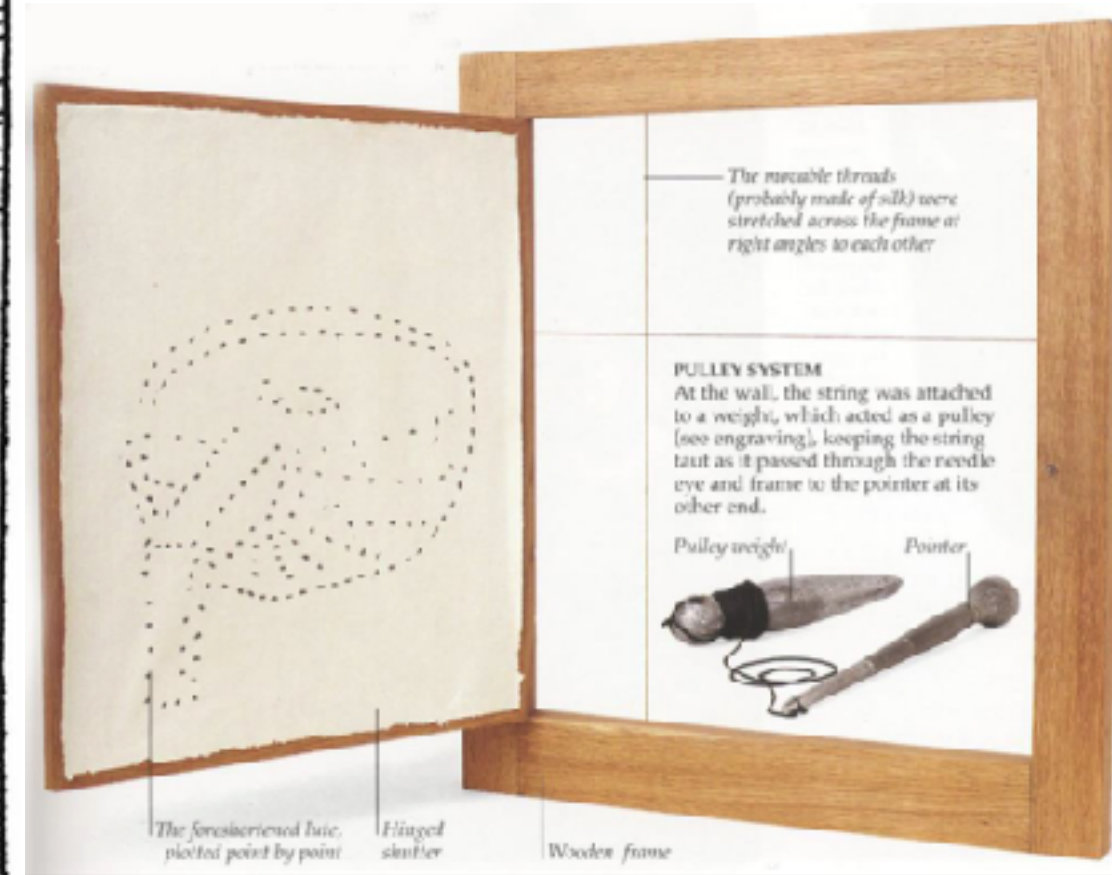 The movable threads
(probably made of silk) were
stretched across the frame at
right angles to each other
PULLEY SYSTEM
At the wall, the string was attached
to a weight, which acted as a pulley
(see engraving), keeping the string
taut as it passed through the needle
eye and frame to the pointer at its
other end.
Pulley weight
Pointer
The foreshortened lute,
plotted point by point
Hinged
shutter
Wooden frame